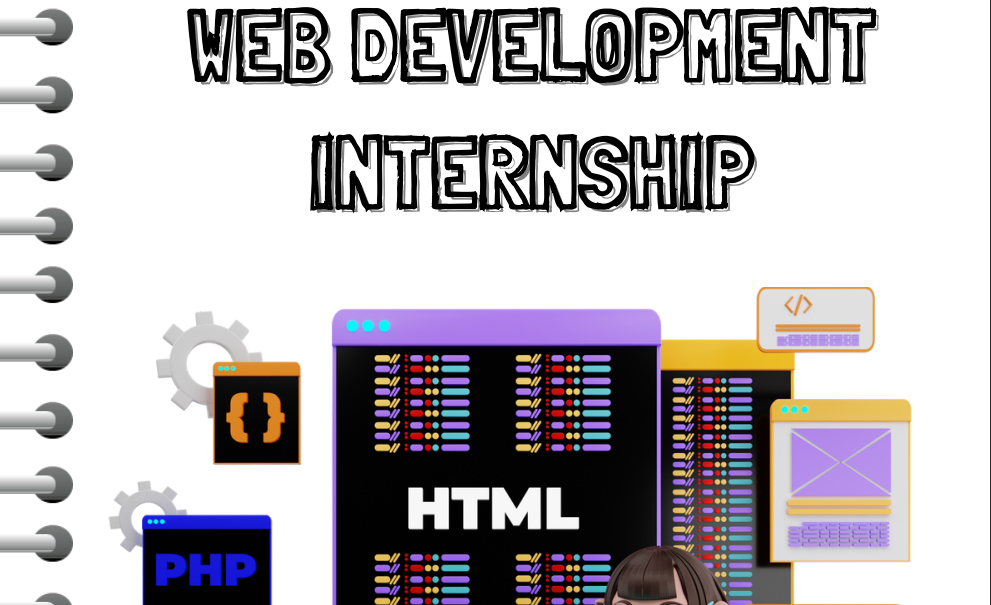 WEB DEVELOPMENT
INTERNSHIP
</>
{ }
HTML
PHP